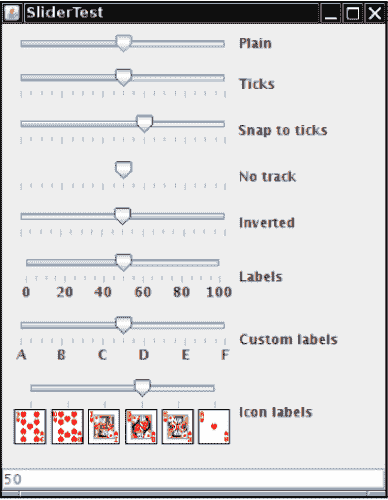 SliderTest
Plain
Ticks
Snap to ticks
No track
Inverted
Labels
0 20 40 60 80 100
Custom labels
A B C D E F
Icon labels
50